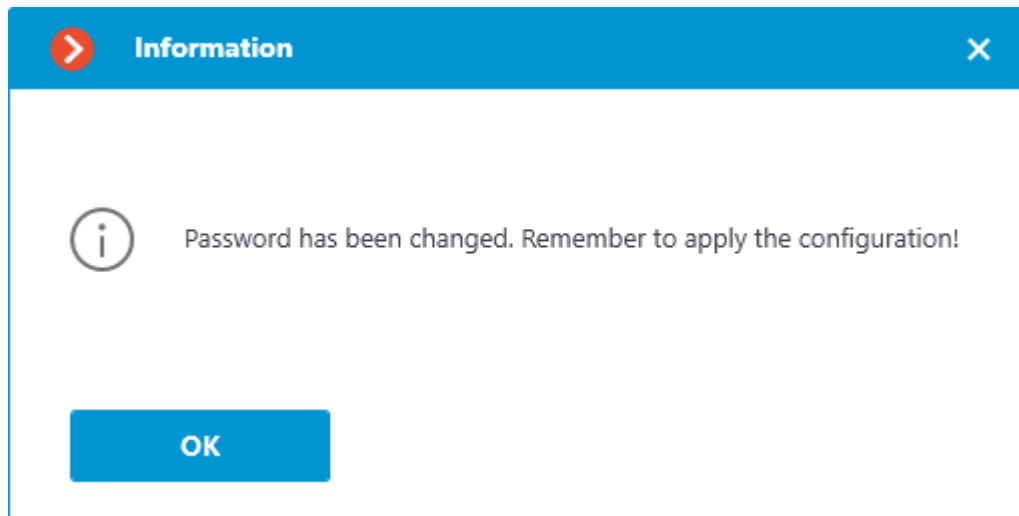 Information
Password has been changed. Remember to apply the configuration!
OK